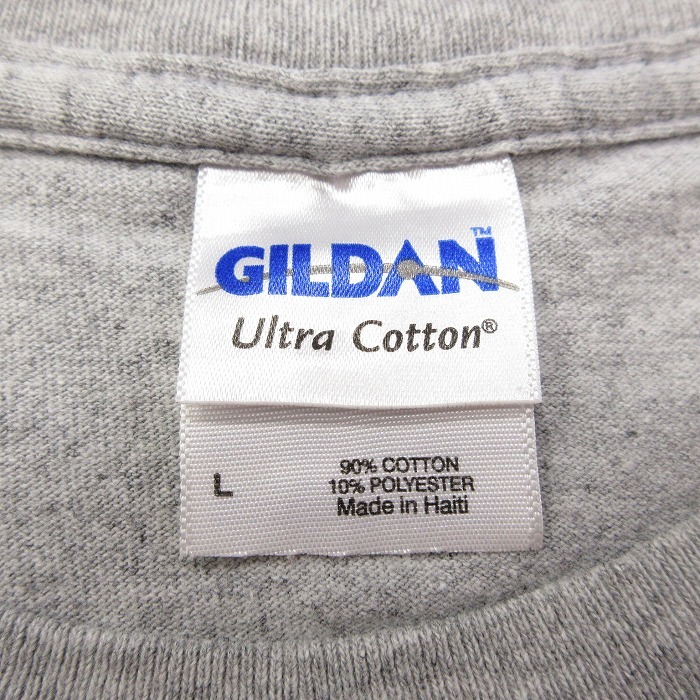 GILDAN™
Ultra Cotton®
L
90% COTTON
10% POLYESTER
Made in Haiti